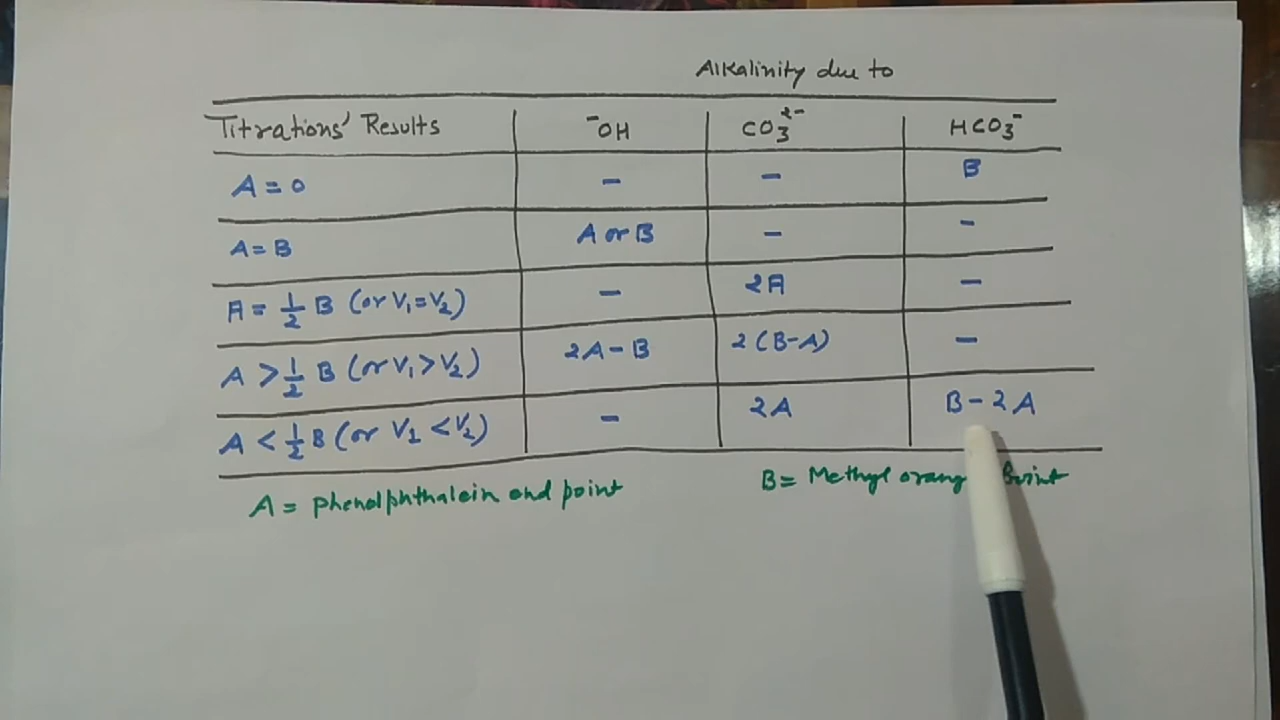 Alkalinity due to
Titrations' Results ⁻OH CO₃²⁻ HCO₃⁻
A = 0 - - B
A = B A or B - -
A = 1/2 B (or V₁ = V₂) - 2A -
A > 1/2 B (or V₁ > V₂) 2A - B 2(B-A) -
A < 1/2 B (or V₁ < V₂) - 2A B - 2A
A = Phenolphthalein end point B = Methyl orang